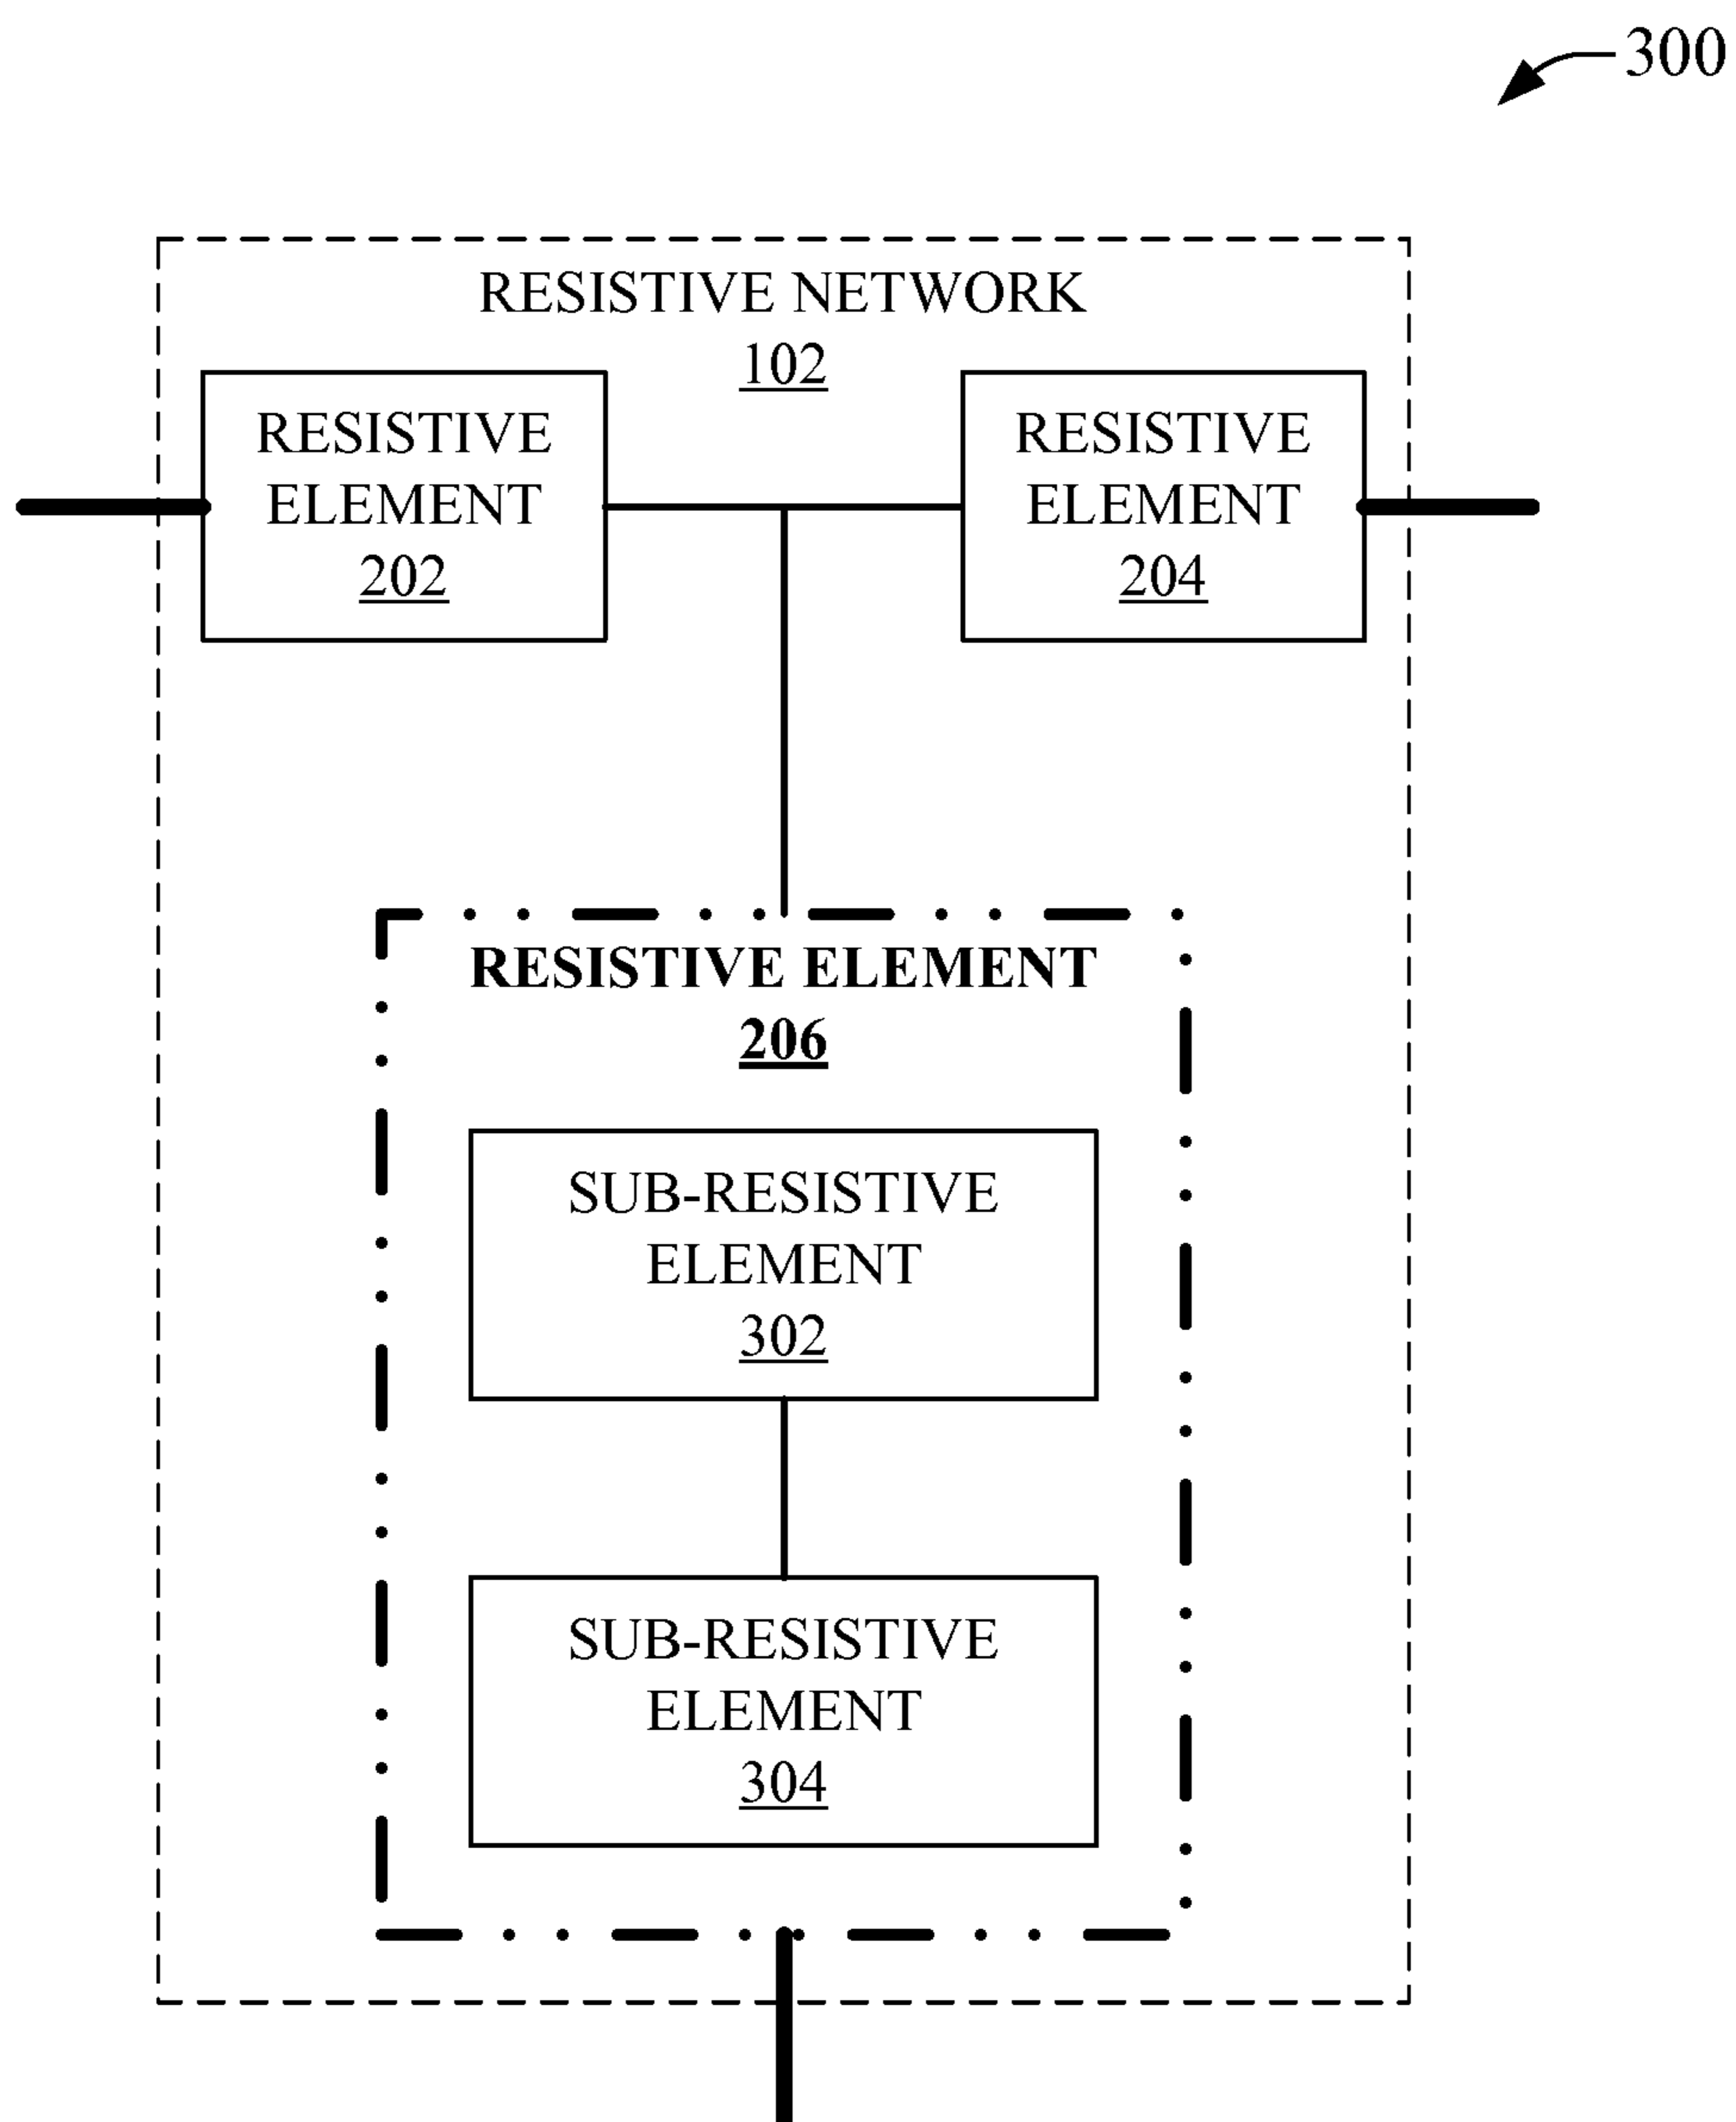 300
RESISTIVE NETWORK
102
RESISTIVE
ELEMENT
202
RESISTIVE
ELEMENT
204
RESISTIVE ELEMENT
206
SUB-RESISTIVE
ELEMENT
302
SUB-RESISTIVE
ELEMENT
304